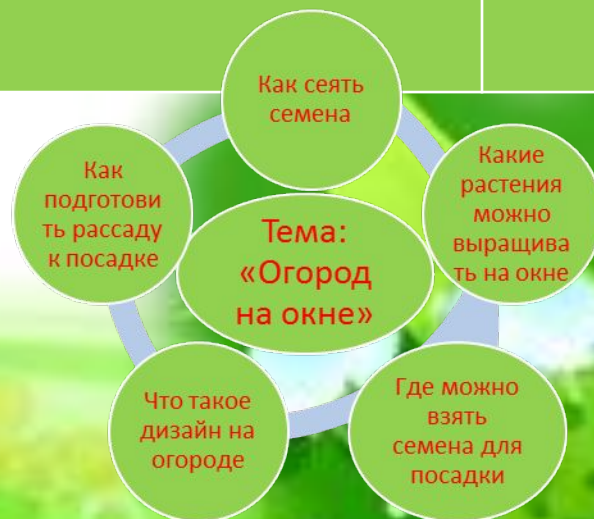 Как сеять
семена
Какие
растения
можно
выращива
ть на окне
Как
подготови
ть рассаду
к посадке
Тема:
«Огород
на окне»
Что такое
дизайн на
огороде
Где можно
взять
семена для
посадки